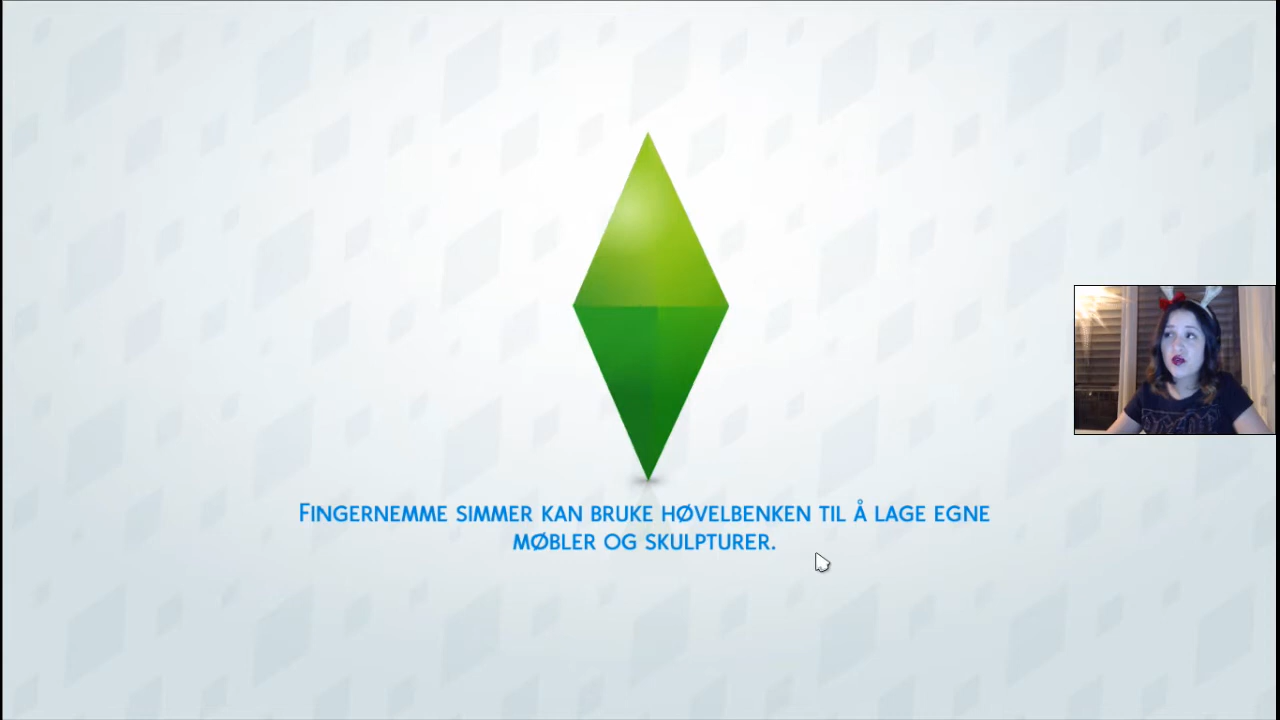 Fingernemme simmer kan bruke høvelbenken til å lage egne
møbler og skulpturer.